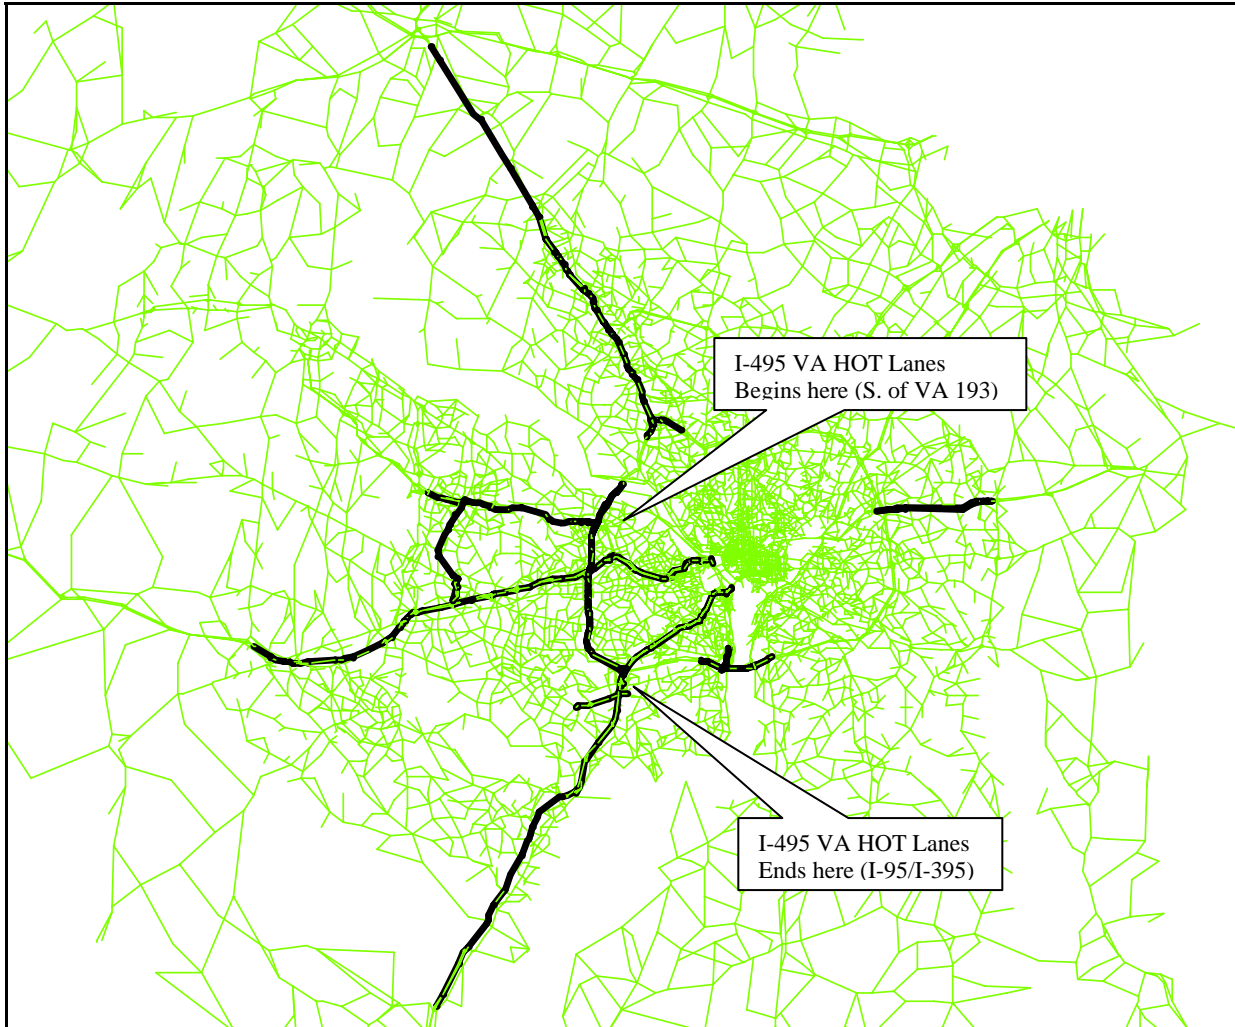 I-495 VA HOT Lanes
Begins here (S. of VA 193)
I-495 VA HOT Lanes
Ends here (I-95/I-395)